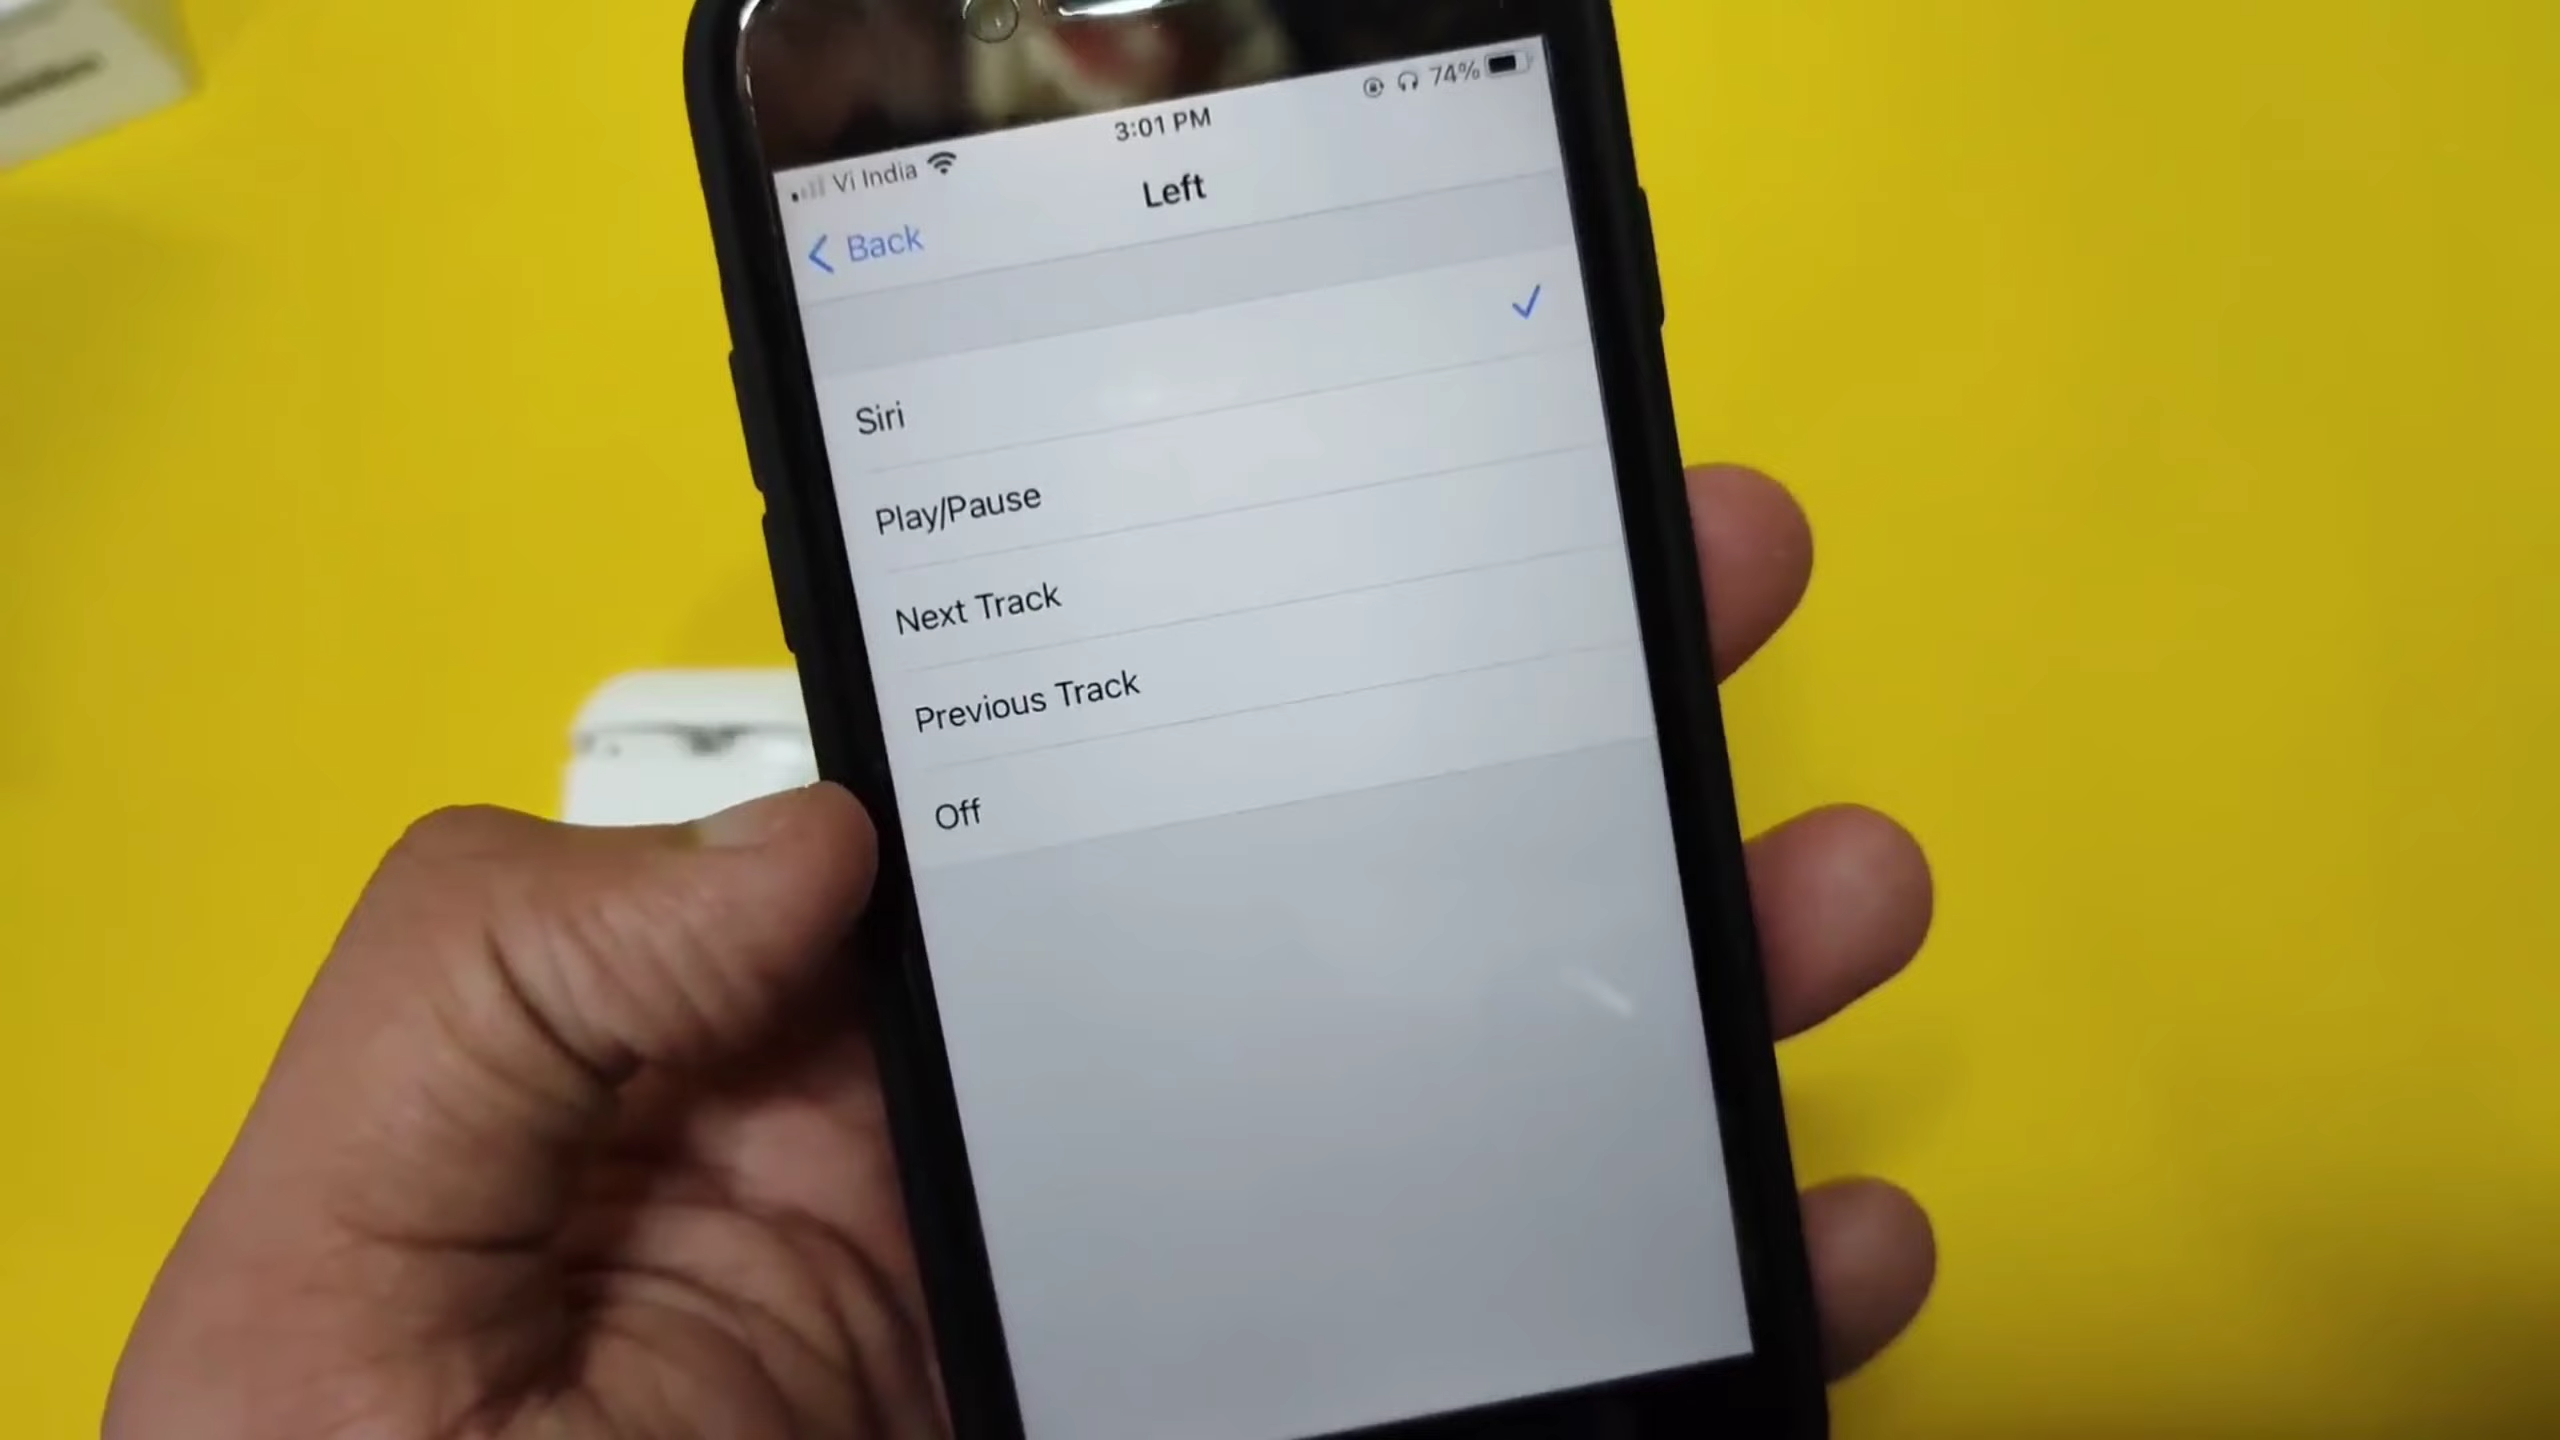 74%
3:01 PM
Vi India
Left
Back
Siri
Play/Pause
Next Track
Previous Track
Off